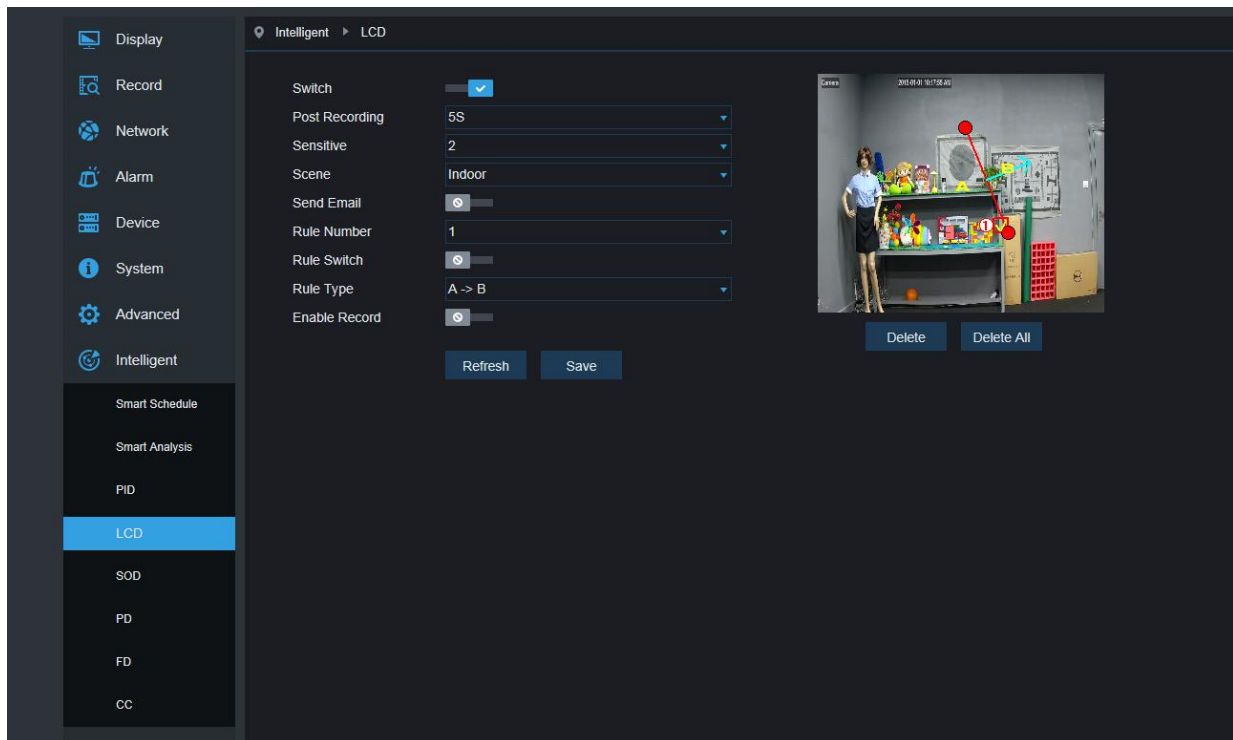 Display
Record
Network
Alarm
Device
System
Advanced
Intelligent
Smart Schedule
Smart Analysis
PID
LCD
SOD
PD
FD
CC
Intelligent LCD
Switch
Post Recording 5S
Sensitive 2
Scene Indoor
Send Email
Rule Number 1
Rule Switch
Rule Type A -> B
Enable Record
Refresh Save
Camera
B
A
1
Delete Delete All